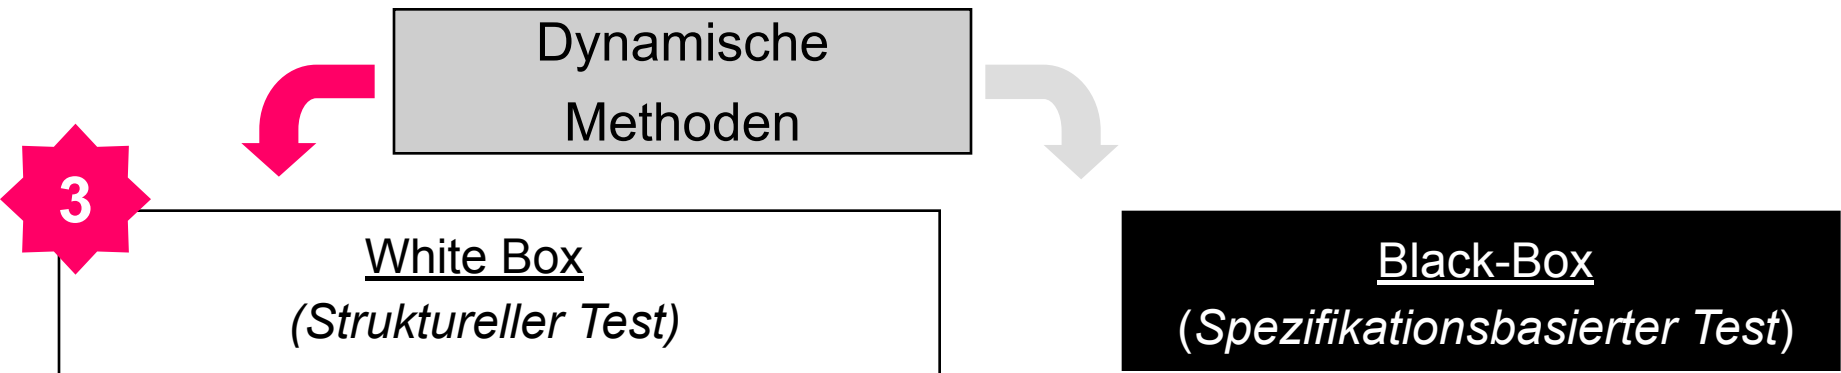 Dynamische
Methoden
3
White Box
(Struktureller Test)
Black-Box
(Spezifikationsbasierter Test)